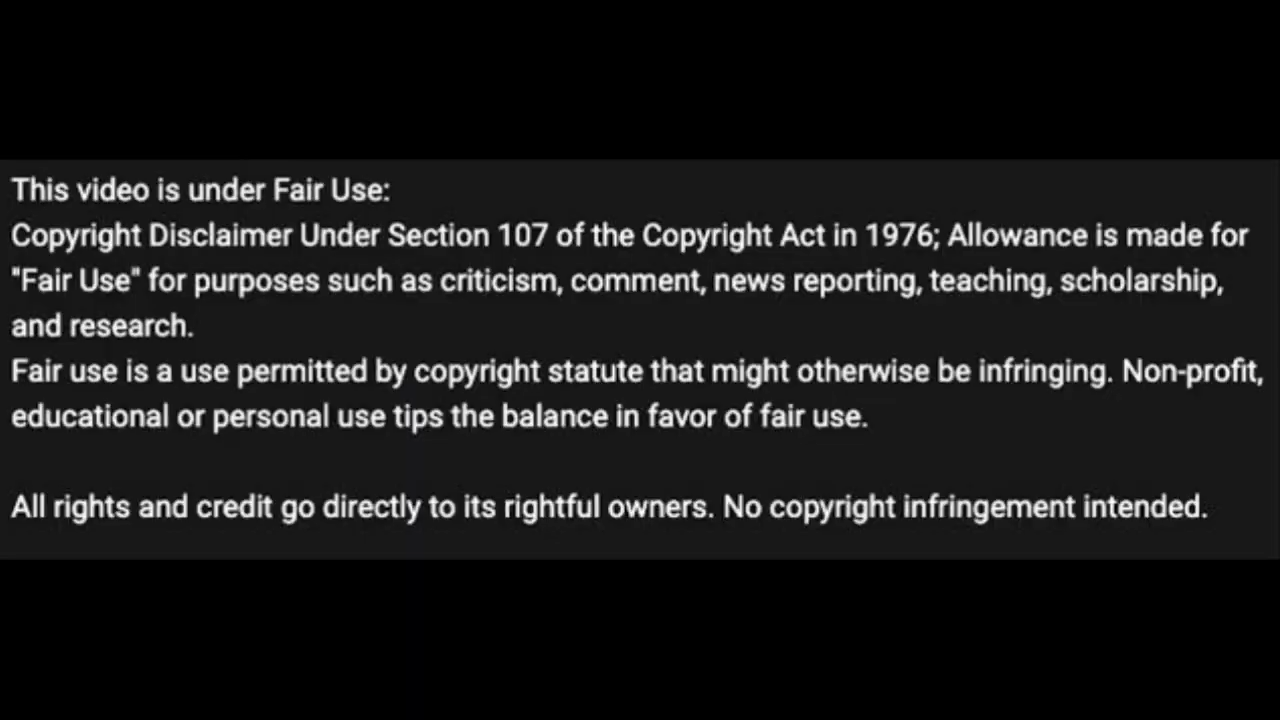 This video is under Fair Use:
Copyright Disclaimer Under Section 107 of the Copyright Act in 1976; Allowance is made for
"Fair Use" for purposes such as criticism, comment, news reporting, teaching, scholarship,
and research.
Fair use is a use permitted by copyright statute that might otherwise be infringing. Non-profit,
educational or personal use tips the balance in favor of fair use.
All rights and credit go directly to its rightful owners. No copyright infringement intended.